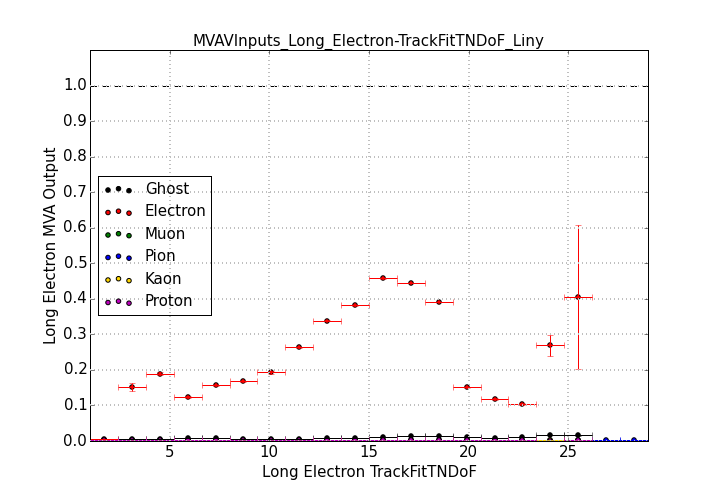 MVAVInputs_Long_Electron-TrackFitTNDoF_Liny
1.0
0.9
0.8
0.7
0.6
0.5
0.4
0.3
0.2
0.1
0.0
Long Electron MVA Output
Ghost
Electron
Muon
Pion
Kaon
Proton
5
10
15
20
25
Long Electron TrackFitTNDoF